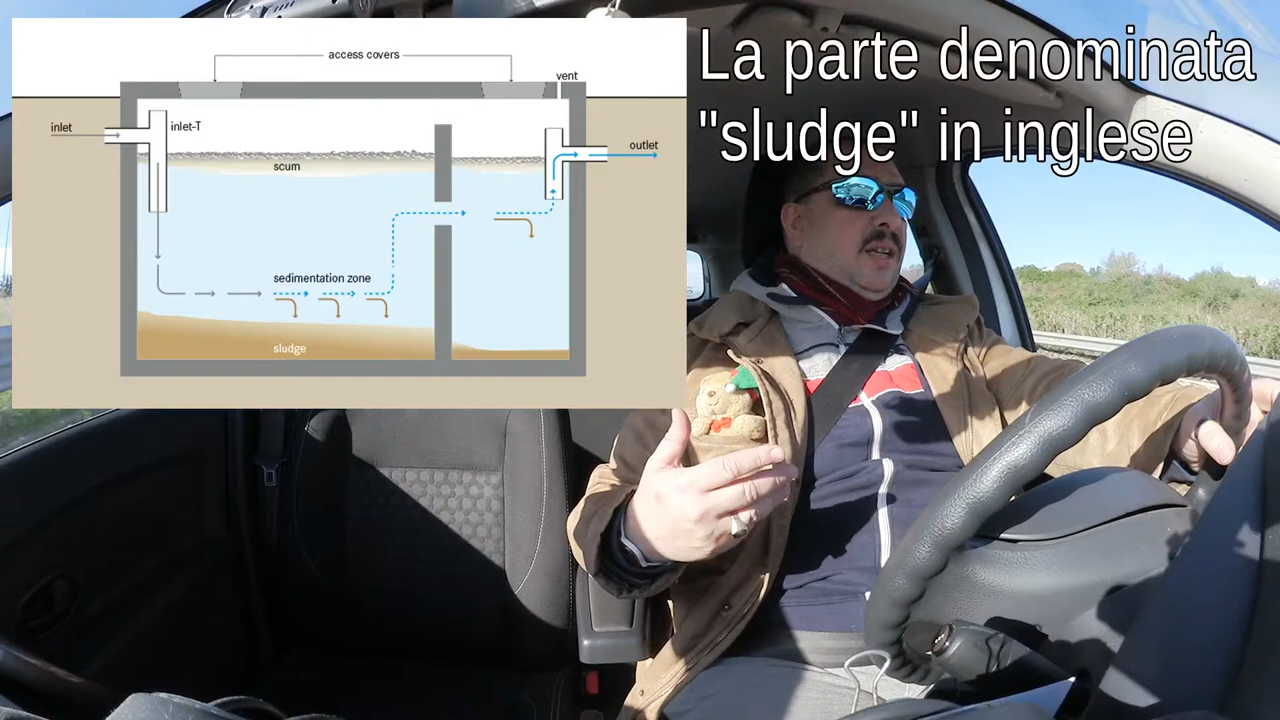 access covers
vent
inlet
inlet-T
outlet
scum
sedimentation zone
sludge
La parte denominata
"sludge" in inglese